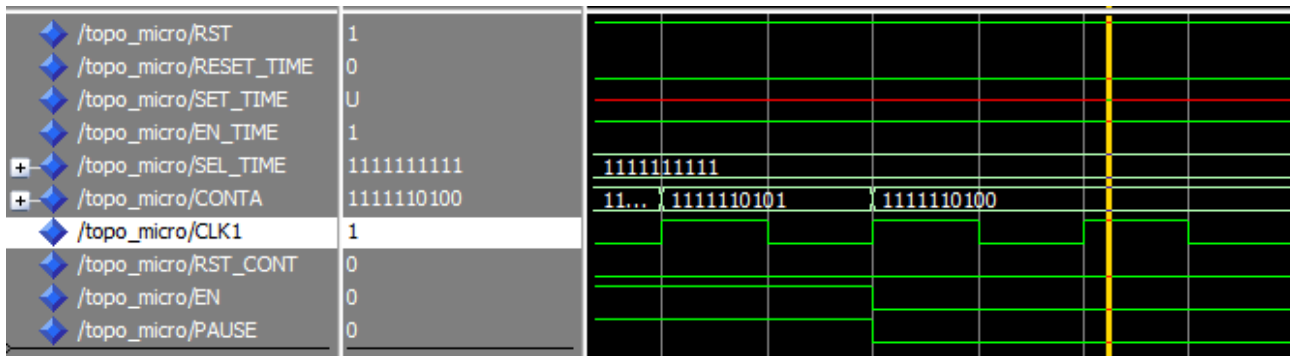 /topo_micro/RST 1
/topo_micro/RESET_TIME 0
/topo_micro/SET_TIME U
/topo_micro/EN_TIME 1
/topo_micro/SEL_TIME 1111111111 1111111111
/topo_micro/CONTA 1111110100 11... 1111110101 1111110100
/topo_micro/CLK1 1
/topo_micro/RST_CONT 0
/topo_micro/EN 0
/topo_micro/PAUSE 0